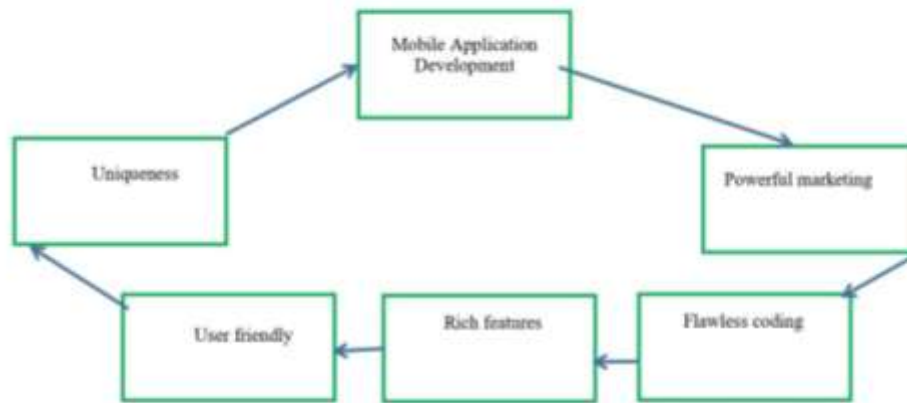 Mobile Application
Development
Uniqueness
Powerful marketing
User friendly
Rich features
Flawless coding